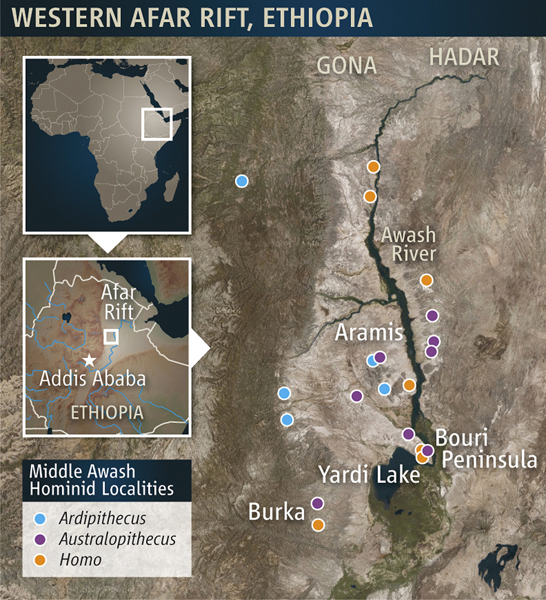 WESTERN AFAR RIFT, ETHIOPIA
GONA
HADAR
Awash
River
Afar
Rift
Addis Ababa
ETHIOPIA
Aramis
Bouri
Peninsula
Yardi Lake
Burka
Middle Awash
Hominid Localities
Ardipithecus
Australopithecus
Homo